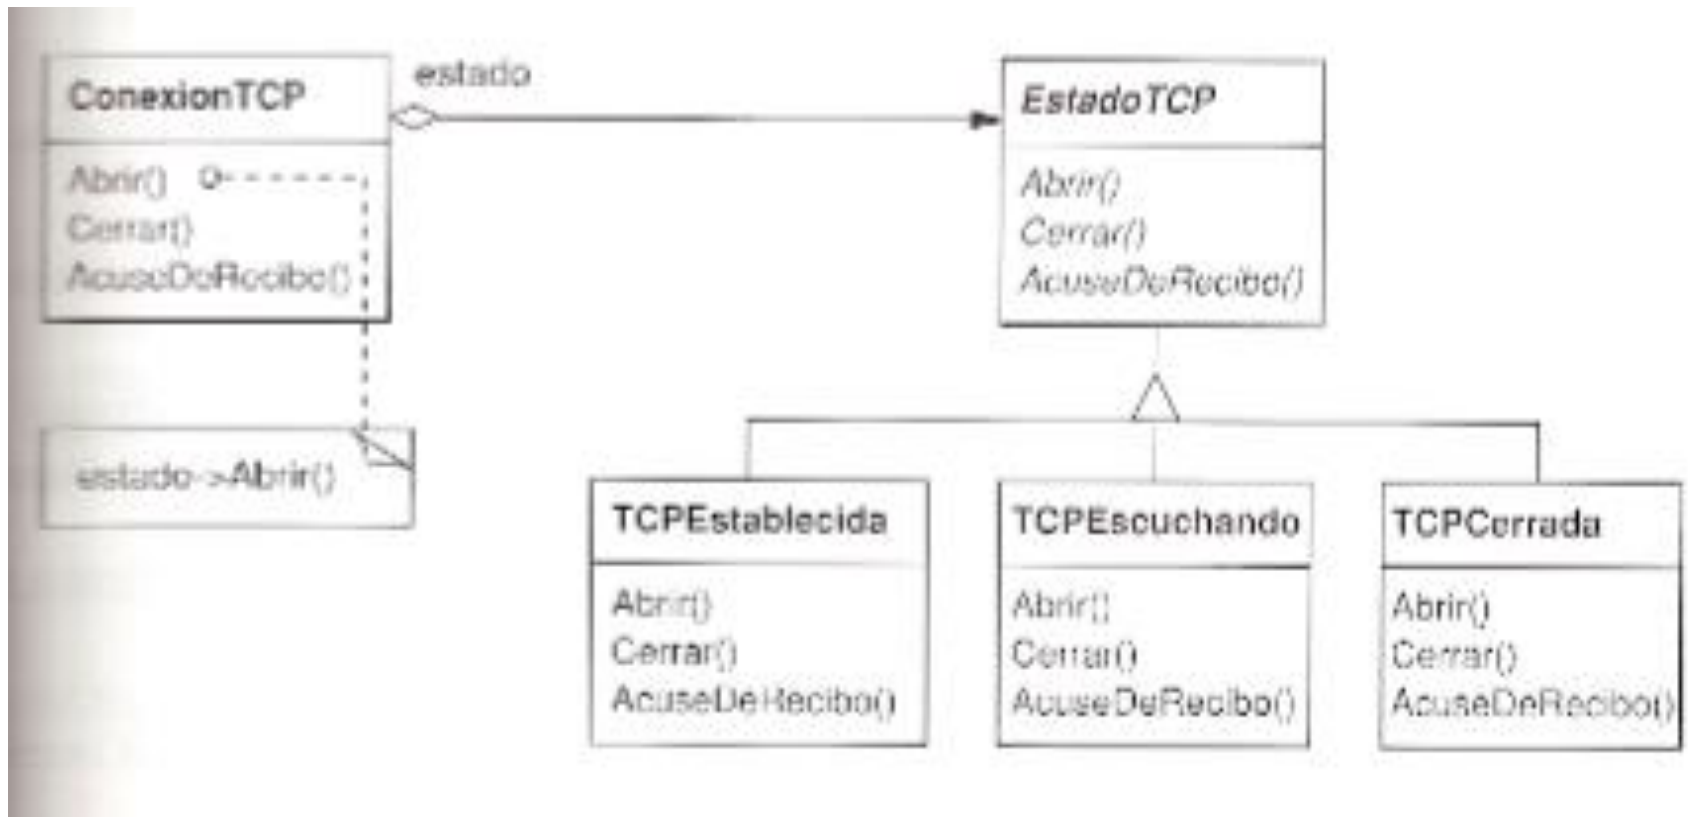 ConexionTCP
Abrir()
Cerrar()
AcuseDeRecibo()
estado
EstadoTCP
Abrir()
Cerrar()
AcuseDeRecibo()
estado->Abrir()
TCPEstablecida
Abrir()
Cerrar()
AcuseDeRecibo()
TCPEscuchando
Abrir()
Cerrar()
AcuseDeRecibo()
TCPCerrada
Abrir()
Cerrar()
AcuseDeRecibo()